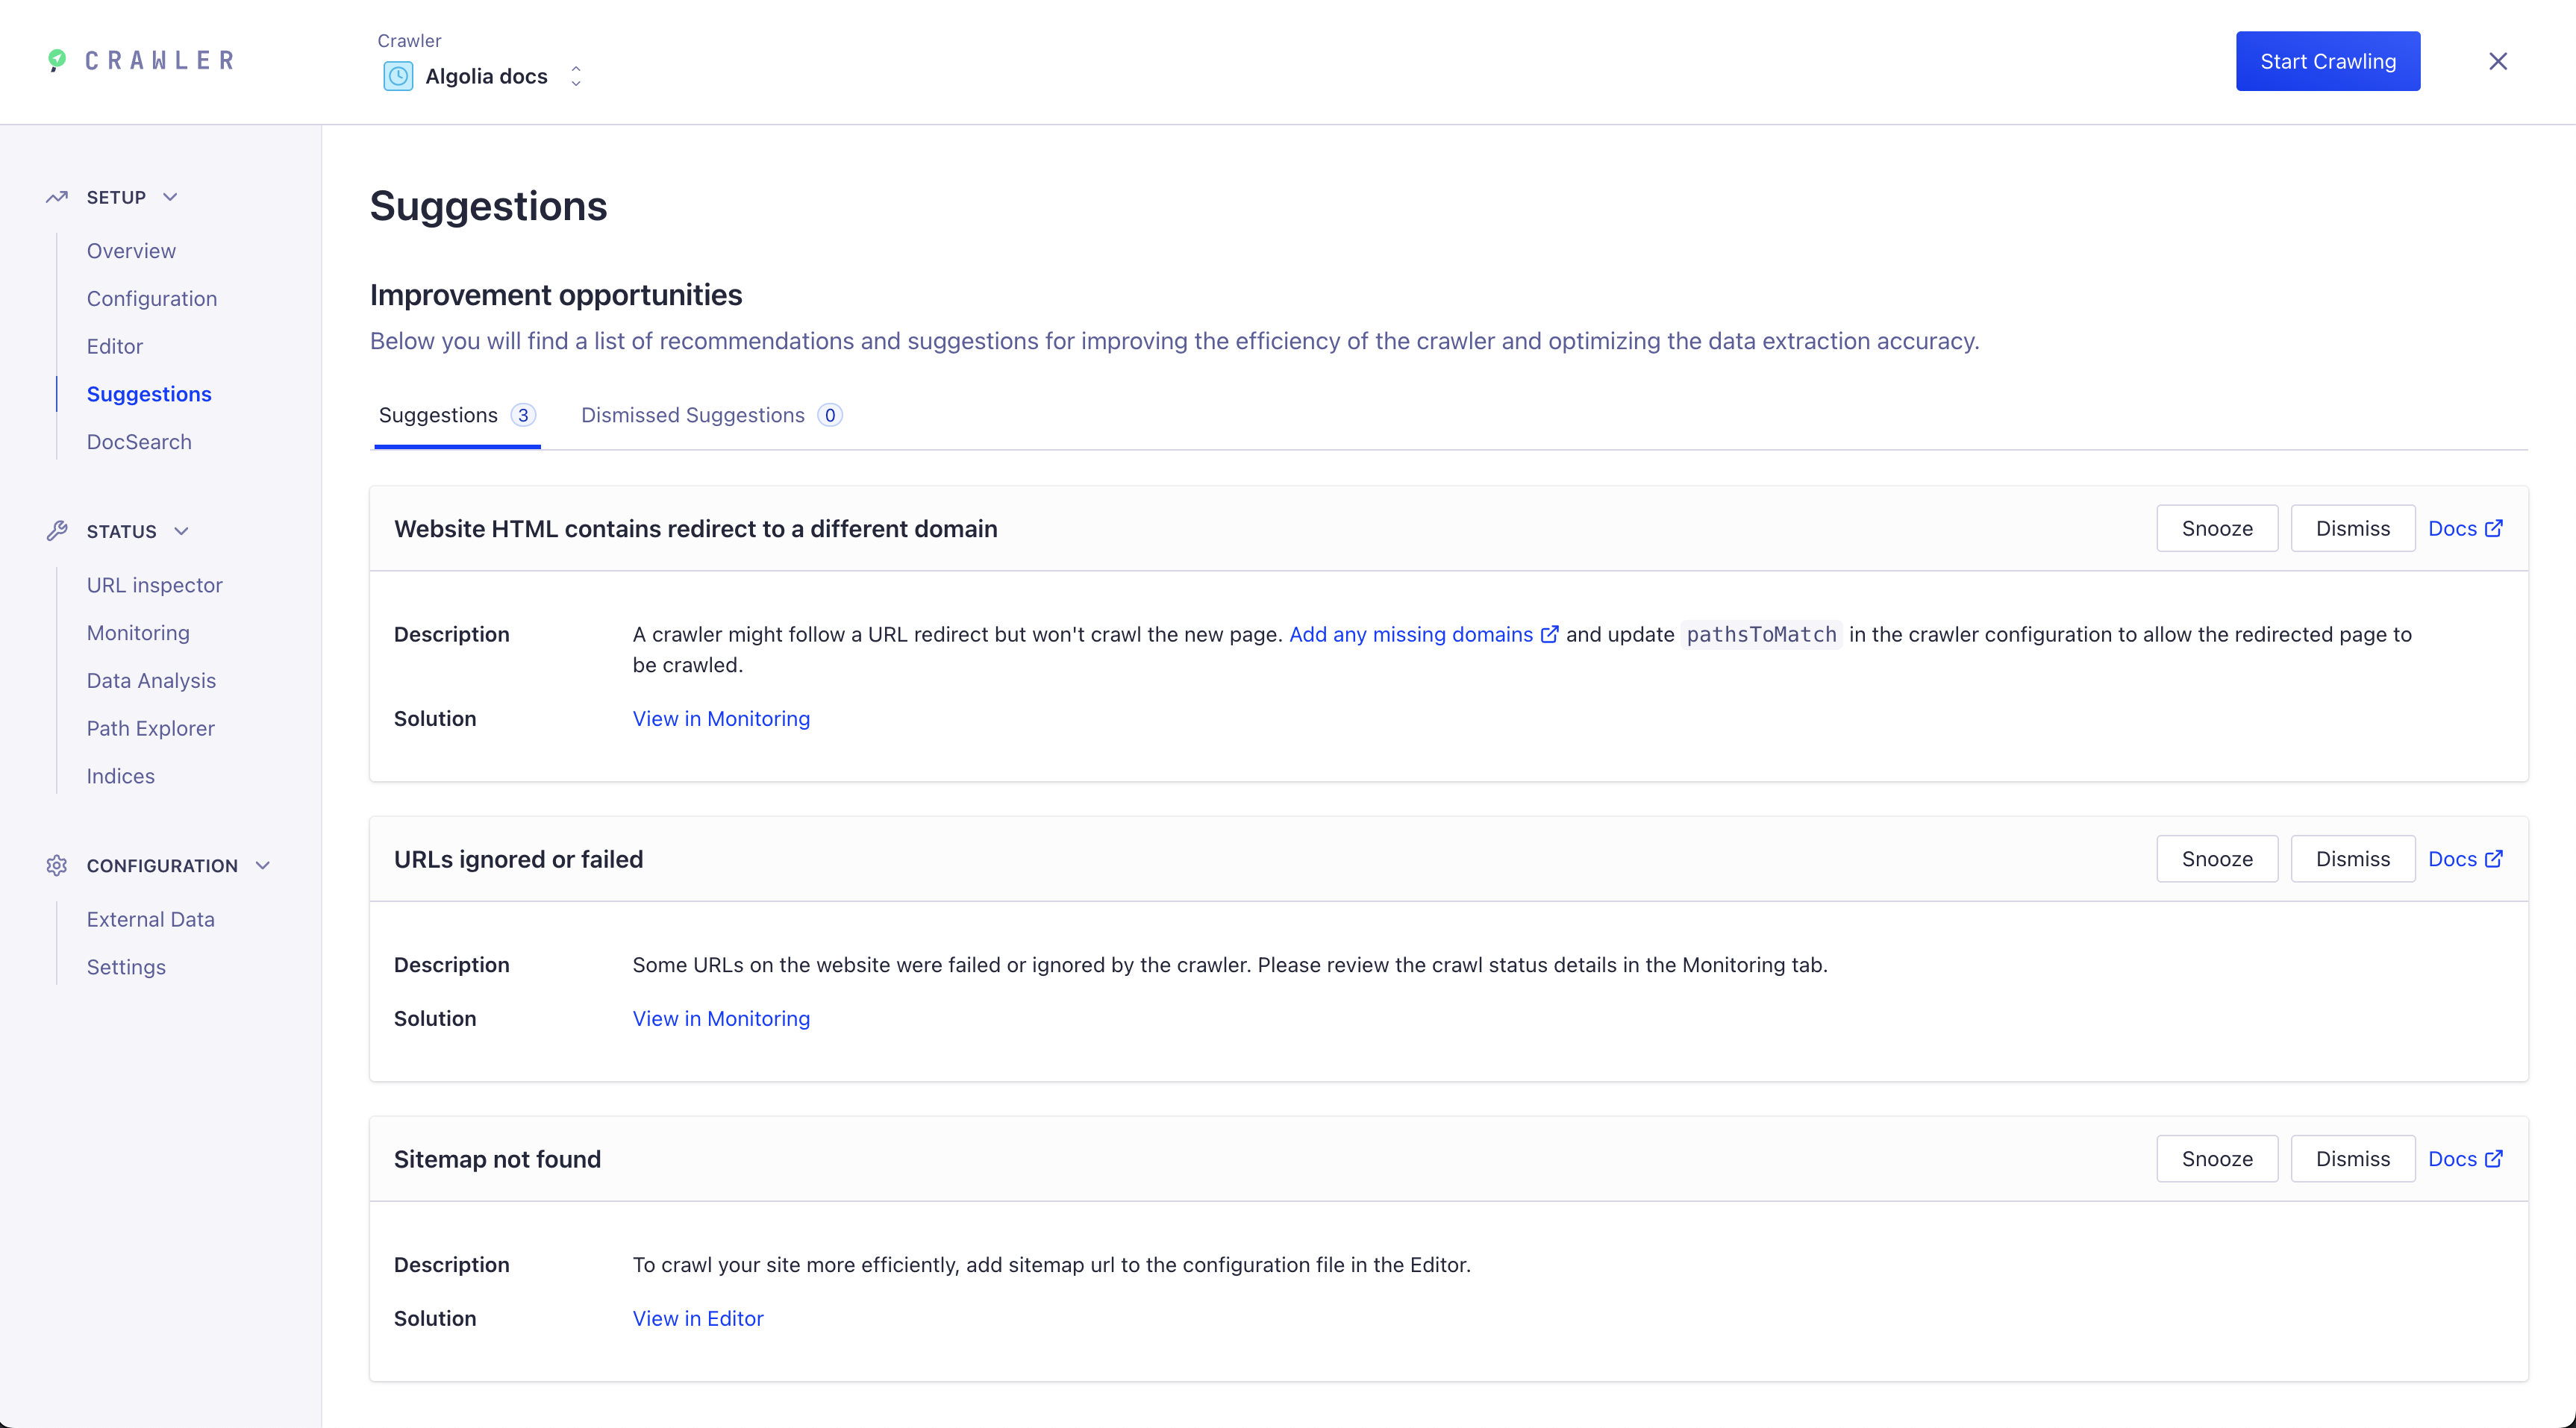 CRAWLER
Crawler
Algolia docs
Start Crawling
SETUP
Overview
Configuration
Editor
Suggestions
DocSearch
STATUS
URL inspector
Monitoring
Data Analysis
Path Explorer
Indices
CONFIGURATION
External Data
Settings
Suggestions
Improvement opportunities
Below you will find a list of recommendations and suggestions for improving the efficiency of the crawler and optimizing the data extraction accuracy.
Suggestions 3 Dismissed Suggestions 0
Website HTML contains redirect to a different domain Snooze Dismiss Docs
Description A crawler might follow a URL redirect but won't crawl the new page. Add any missing domains and update pathsToMatch in the crawler configuration to allow the redirected page to
be crawled.
Solution View in Monitoring
URLs ignored or failed Snooze Dismiss Docs
Description Some URLs on the website were failed or ignored by the crawler. Please review the crawl status details in the Monitoring tab.
Solution View in Monitoring
Sitemap not found Snooze Dismiss Docs
Description To crawl your site more efficiently, add sitemap url to the configuration file in the Editor.
Solution View in Editor